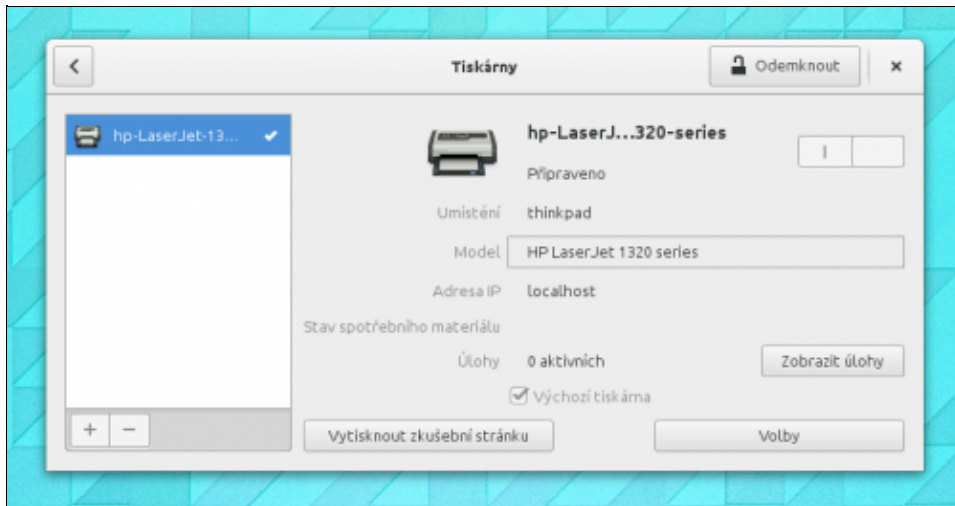 Tiskárny
Odemknout
hp-LaserJet-13...
hp-LaserJ...320-series
Připraveno
Umístění thinkpad
Model HP LaserJet 1320 series
Adresa IP localhost
Stav spotřebního materiálu
Úlohy 0 aktivních Zobrazit úlohy
Výchozí tiskárna
Vytisknout zkušební stránku Volby